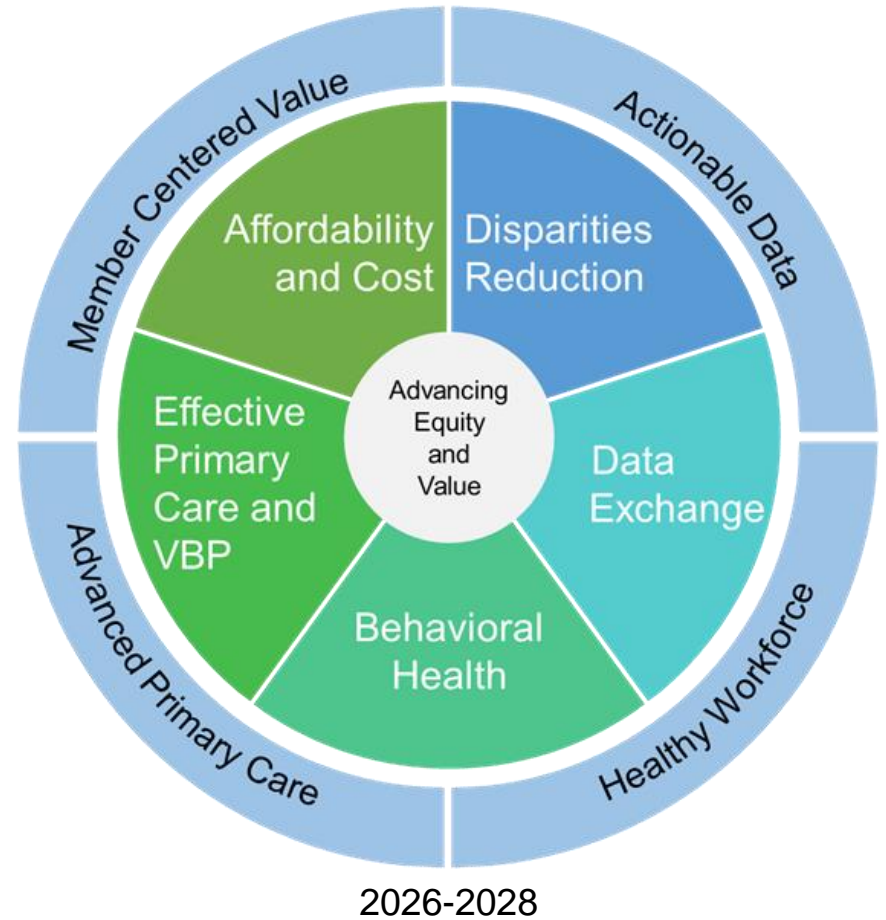 Member Centered Value
Actionable Data
Affordability
and Cost
Disparities
Reduction
Advancing
Equity
and
Value
Effective
Primary
Care and
VBP
Data
Exchange
Behavioral
Health
Advanced Primary Care
Healthy Workforce
2026-2028